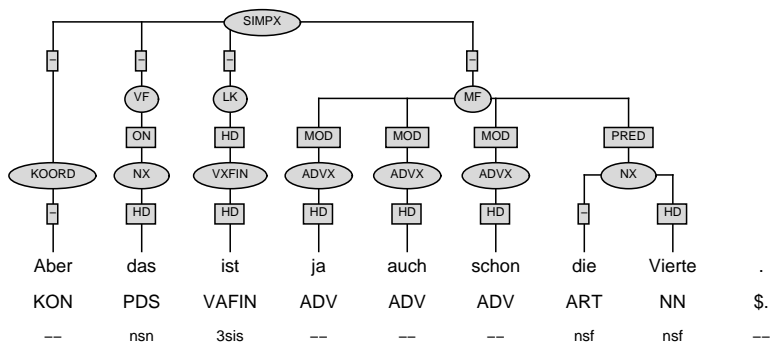 SIMPX
– – – –
VF LK MF
ON HD MOD MOD MOD PRED
KOORD NX VXFIN ADVX ADVX ADVX NX
– HD HD HD HD HD – HD
Aber das ist ja auch schon die Vierte .
KON PDS VAFIN ADV ADV ADV ART NN $.
–– nsn 3sis –– –– –– nsf nsf ––